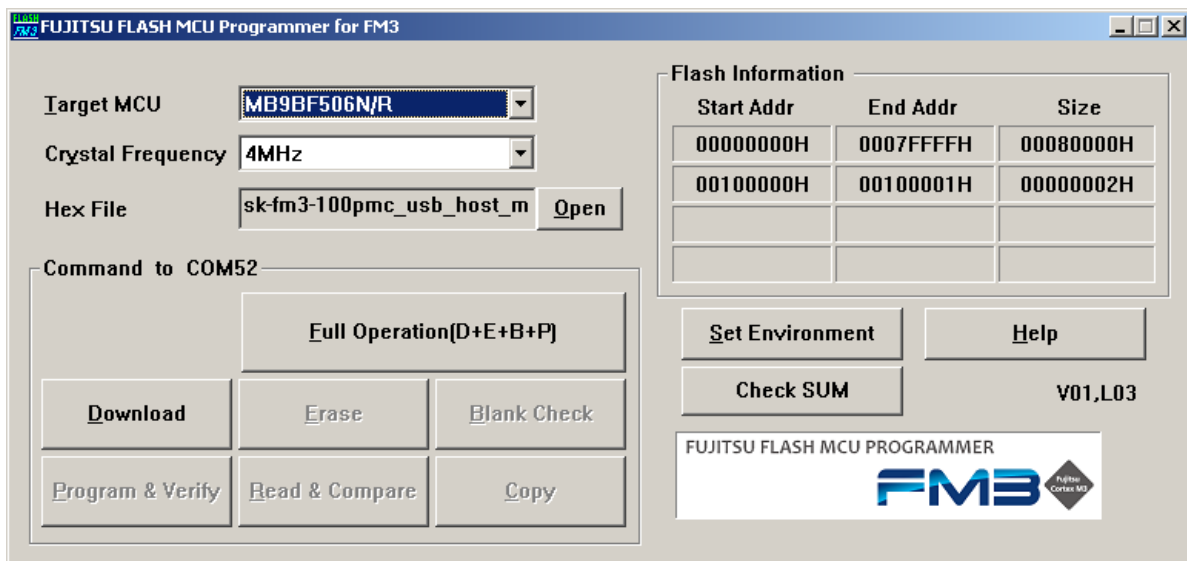 FLASH FM3 FUJITSU FLASH MCU Programmer for FM3
Target MCU MB9BF506N/R
Crystal Frequency 4MHz
Hex File sk-fm3-100pmc_usb_host_m Open
Command to COM52
Full Operation(D+E+B+P)
Download Erase Blank Check
Program & Verify Read & Compare Copy
Flash Information
Start Addr End Addr Size
00000000H 0007FFFFH 00080000H
00100000H 00100001H 00000002H
Set Environment Help
Check SUM V01,L03
FUJITSU FLASH MCU PROGRAMMER
FM3 Fujitsu
Cortex M3